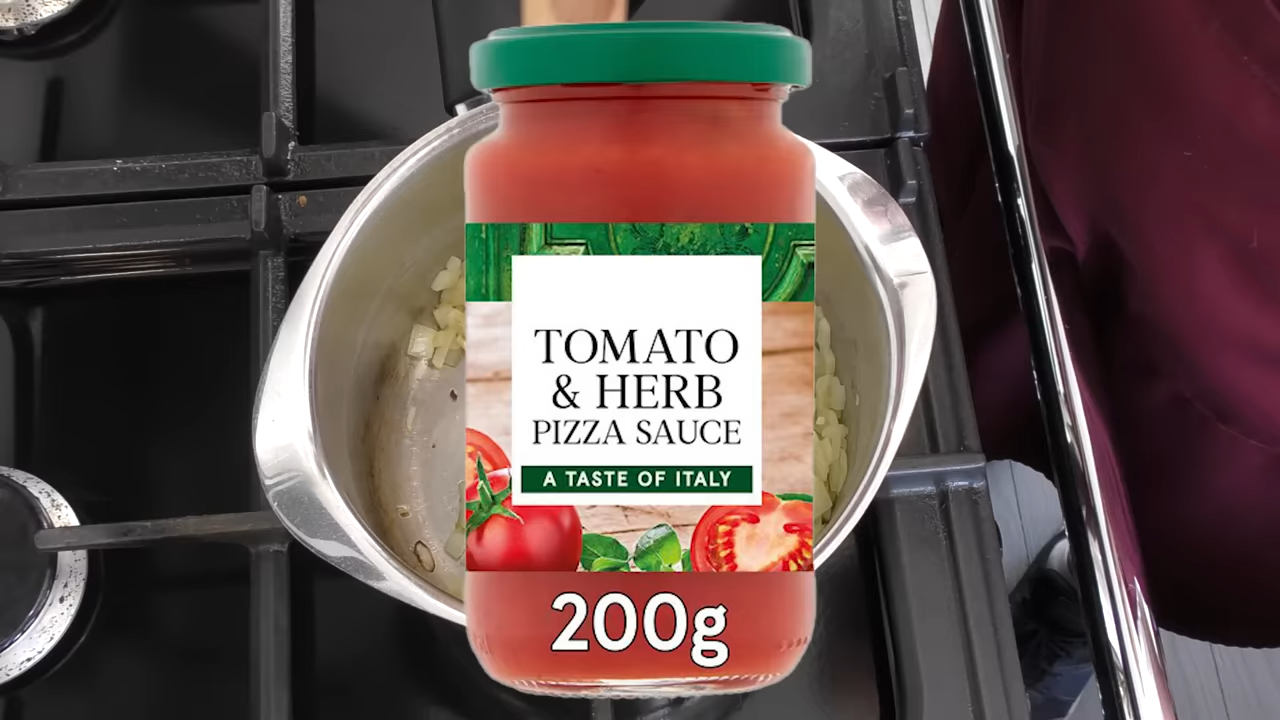 TOMATO
& HERB
PIZZA SAUCE
A TASTE OF ITALY
200g